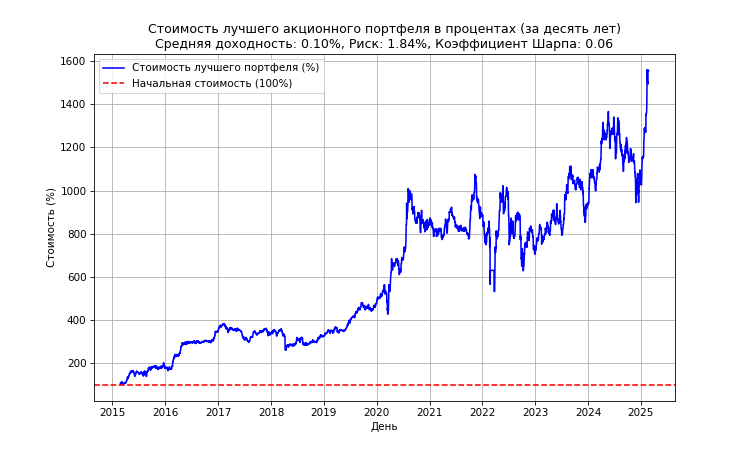 Стоимость лучшего акционного портфеля в процентах (за десять лет)
Средняя доходность: 0.10%, Риск: 1.84%, Коэффициент Шарпа: 0.06
Стоимость лучшего портфеля (%)
Начальная стоимость (100%)
Стоимость (%)
1600
1400
1200
1000
800
600
400
200
2015 2016 2017 2018 2019 2020 2021 2022 2023 2024 2025
День